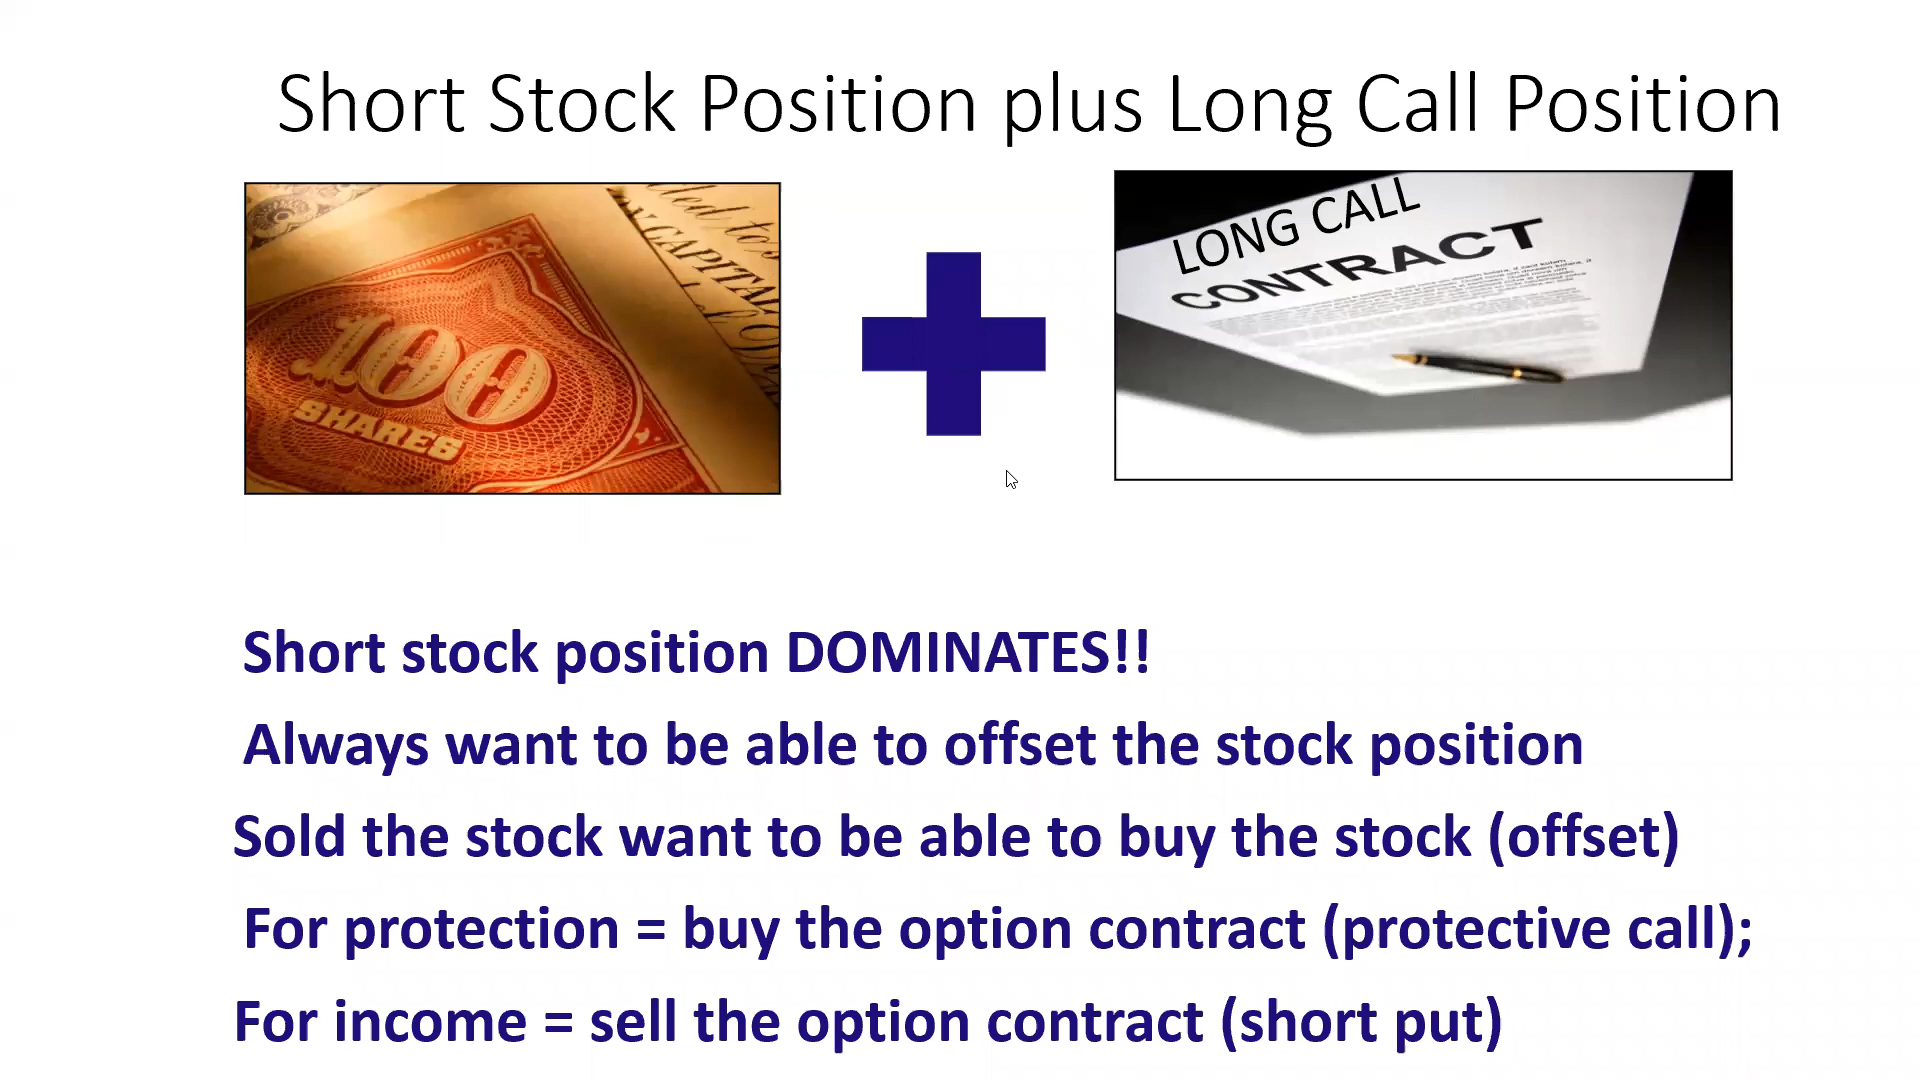 Short Stock Position plus Long Call Position
100
SHARES
CAPITAL
LONG CALL
CONTRACT
Short stock position DOMINATES!!
Always want to be able to offset the stock position
Sold the stock want to be able to buy the stock (offset)
For protection = buy the option contract (protective call);
For income = sell the option contract (short put)